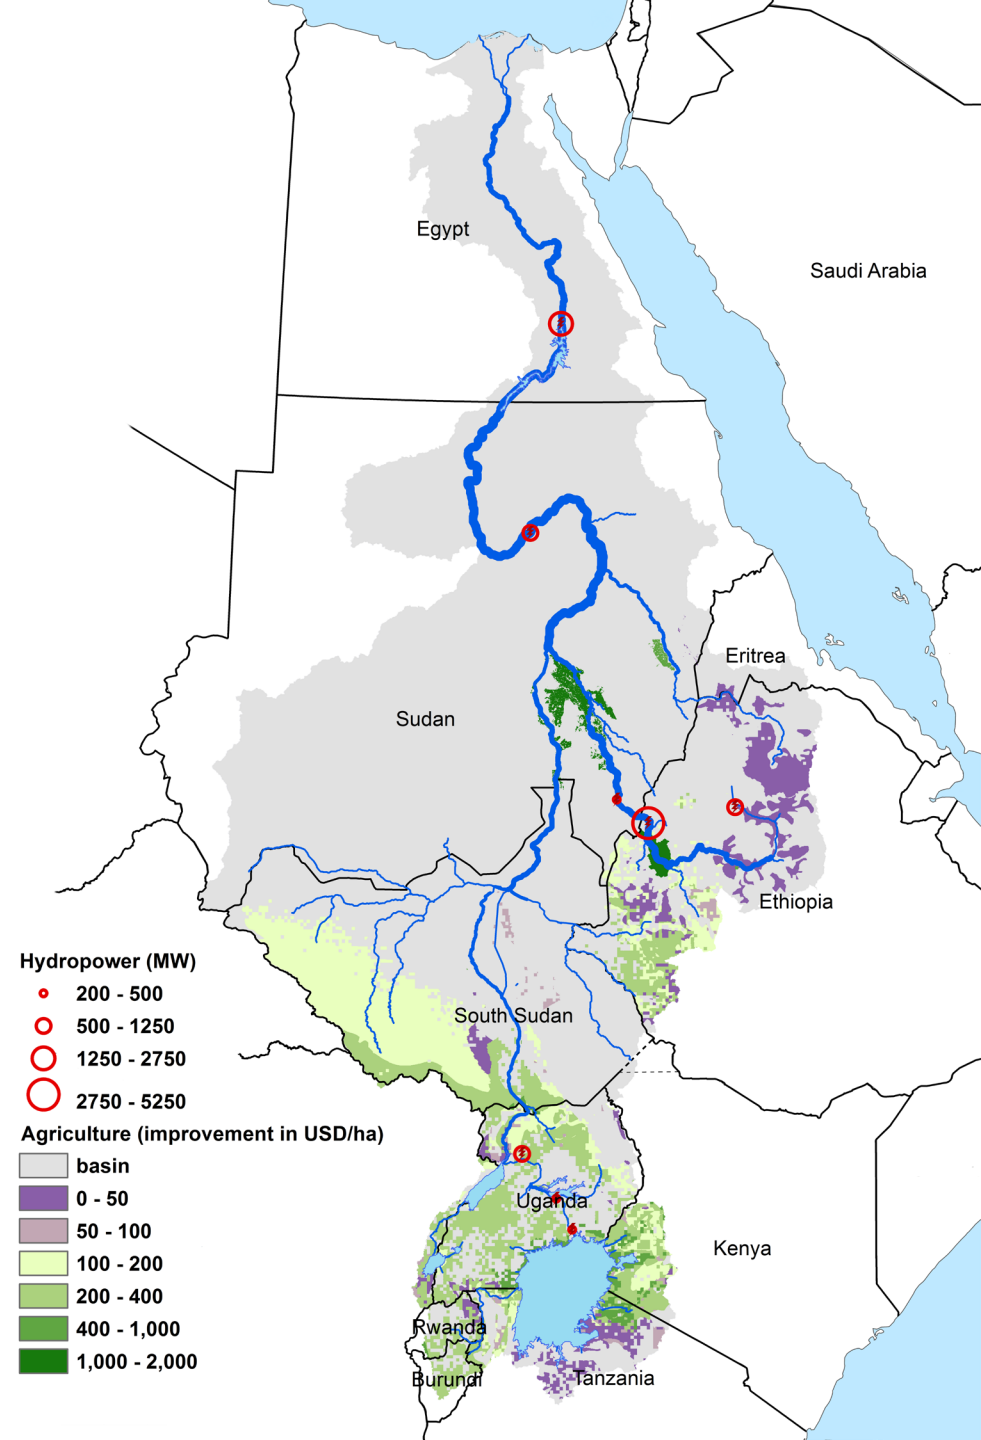 Egypt
Saudi Arabia
Eritrea
Sudan
Ethiopia
South Sudan
Uganda
Kenya
Rwanda
Burundi
Tanzania
Hydropower (MW)
200 - 500
500 - 1250
1250 - 2750
2750 - 5250
Agriculture (improvement in USD/ha)
basin
0 - 50
50 - 100
100 - 200
200 - 400
400 - 1,000
1,000 - 2,000